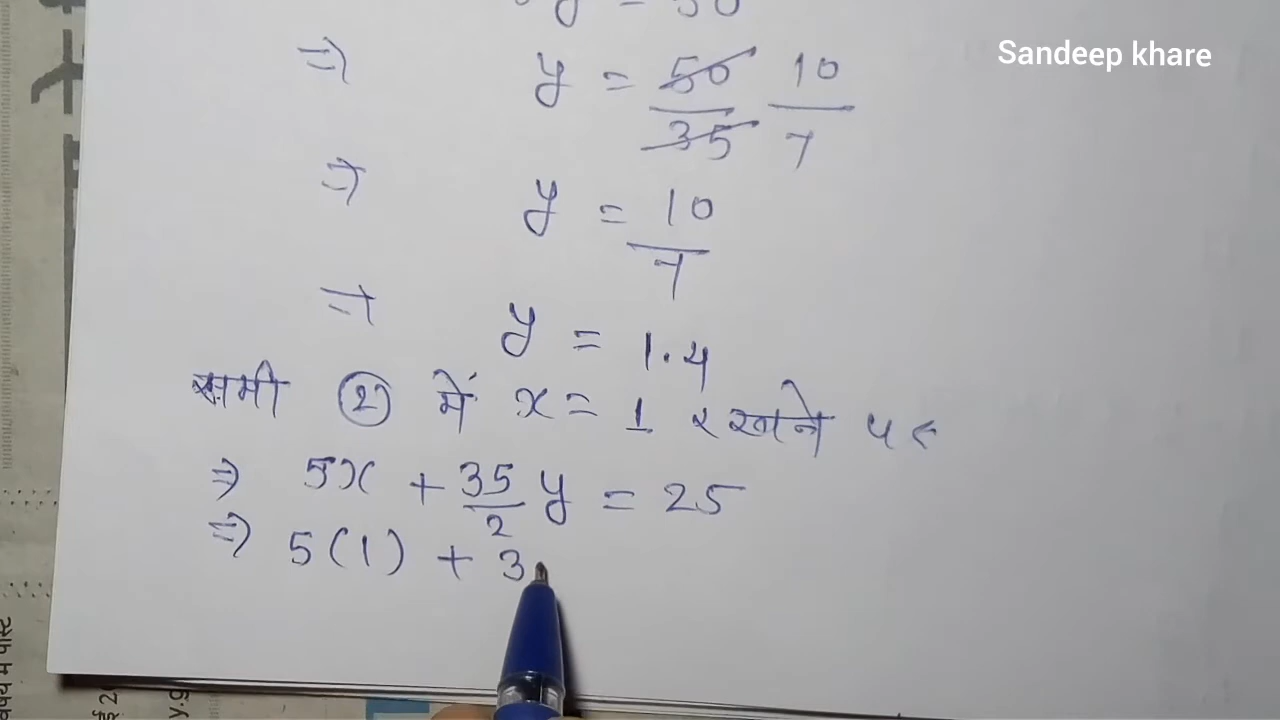 Sandeep khare
y = 50
⇒ y = 50/35 10/7
⇒ y = 10/7
⇒ y = 1.4
समी ② में x = 1 रखने पर
⇒ 5x + 35/2 y = 25
⇒ 5(1) + 3